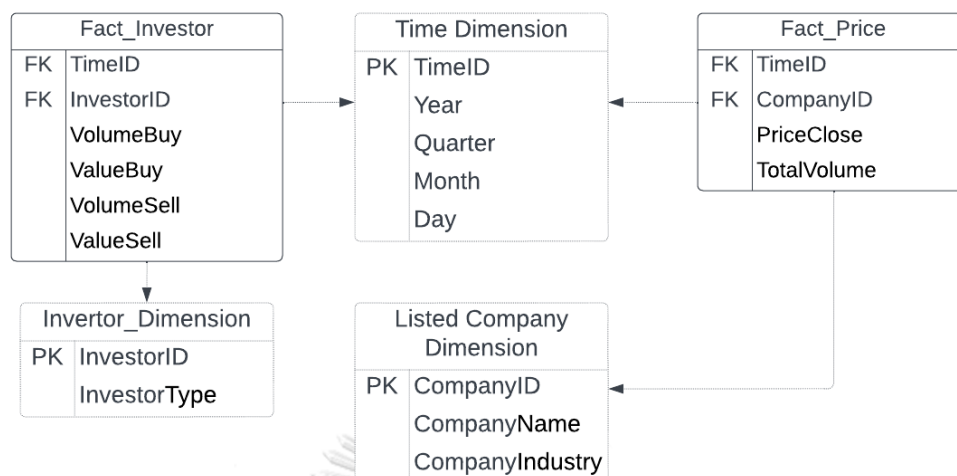 Fact_Investor
FK TimeID
FK InvestorID
VolumeBuy
ValueBuy
VolumeSell
ValueSell
Time Dimension
PK TimeID
Year
Quarter
Month
Day
Fact_Price
FK TimeID
FK CompanyID
PriceClose
TotalVolume
Invertor_Dimension
PK InvestorID
InvestorType
Listed Company
Dimension
PK CompanyID
CompanyName
CompanyIndustry